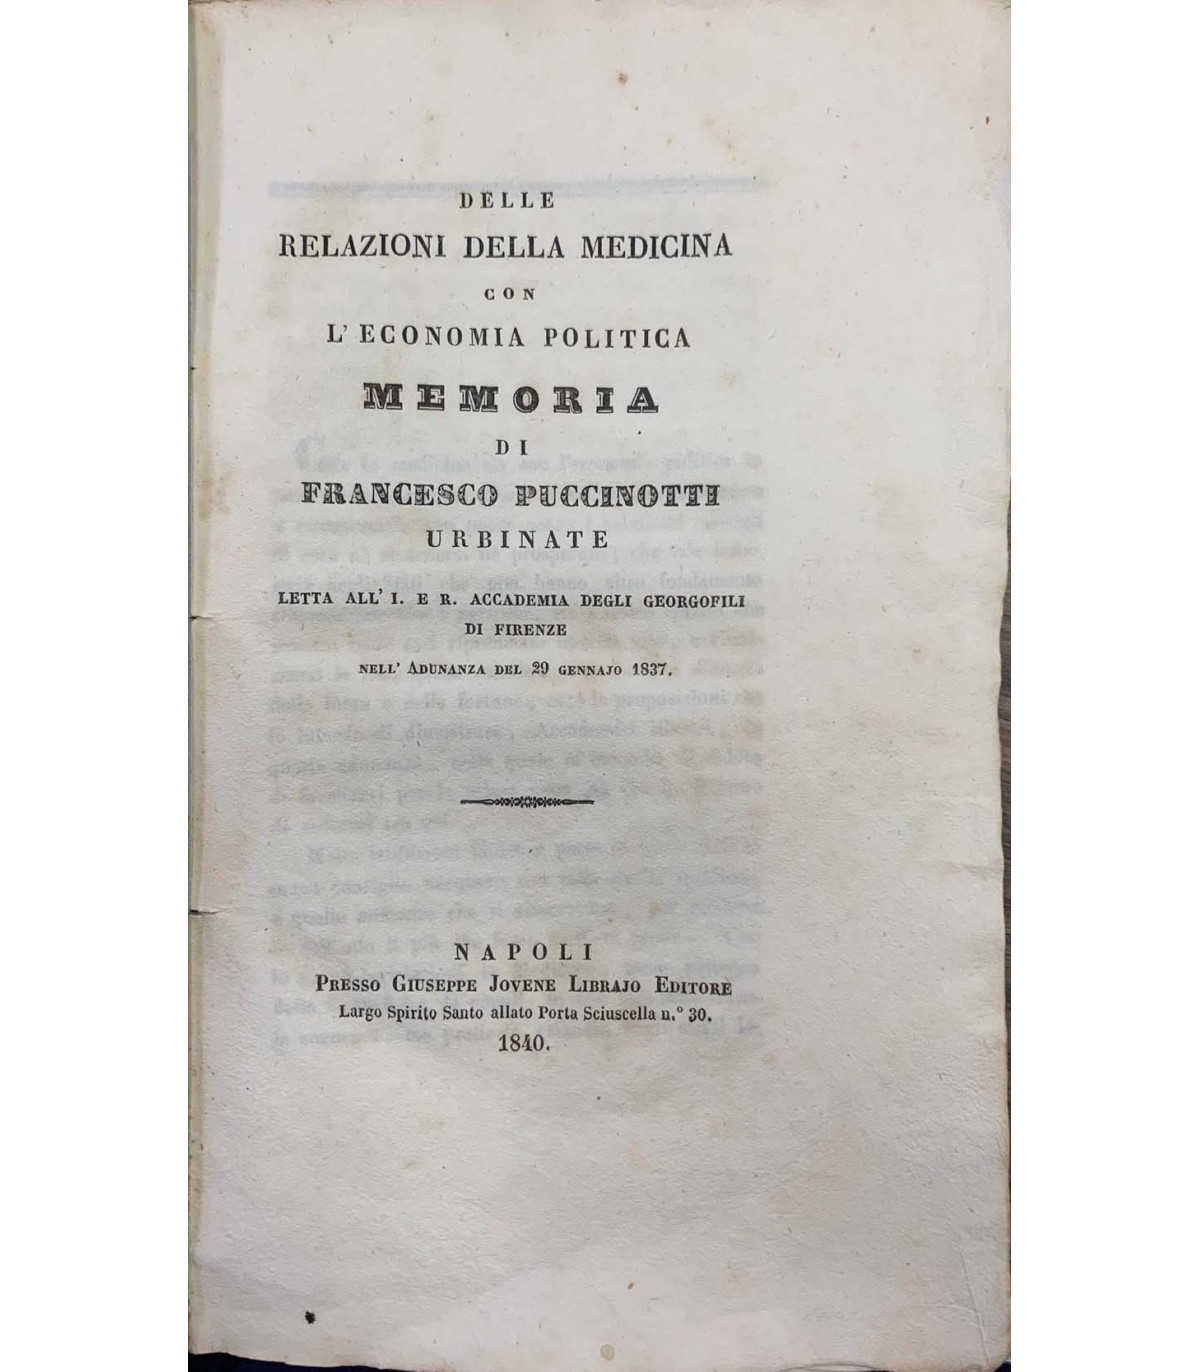 DELLE
RELAZIONI DELLA MEDICINA
CON
L' ECONOMIA POLITICA
MEMORIA
DI
FRANCESCO PUCCINOTTI
URBINATE
LETTA ALL' I. E R. ACCADEMIA DEGLI GEORGOFILI
DI FIRENZE
NELL' ADUNANZA DEL 29 GENNAJO 1837.
NAPOLI
PRESSO GIUSEPPE JOVENE LIBRAJO EDITORE
Largo Spirito Santo allato Porta Sciuscella n.° 30.
1840.